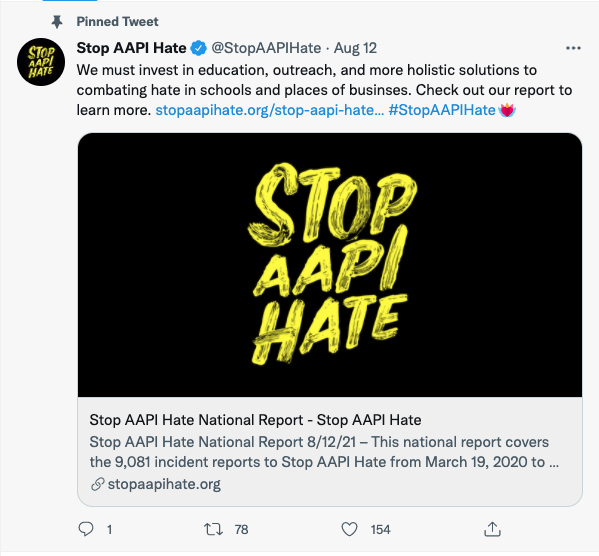 Pinned Tweet
STOP AAPI HATE
Stop AAPI Hate @StopAAPIHate · Aug 12
We must invest in education, outreach, and more holistic solutions to
combating hate in schools and places of businses. Check out our report to
learn more. stopaapihate.org/stop-aapi-hate... #StopAAPIHate
STOP
AAPI
HATE
Stop AAPI Hate National Report - Stop AAPI Hate
Stop AAPI Hate National Report 8/12/21 – This national report covers
the 9,081 incident reports to Stop AAPI Hate from March 19, 2020 to ...
stopaapihate.org
1 78 154